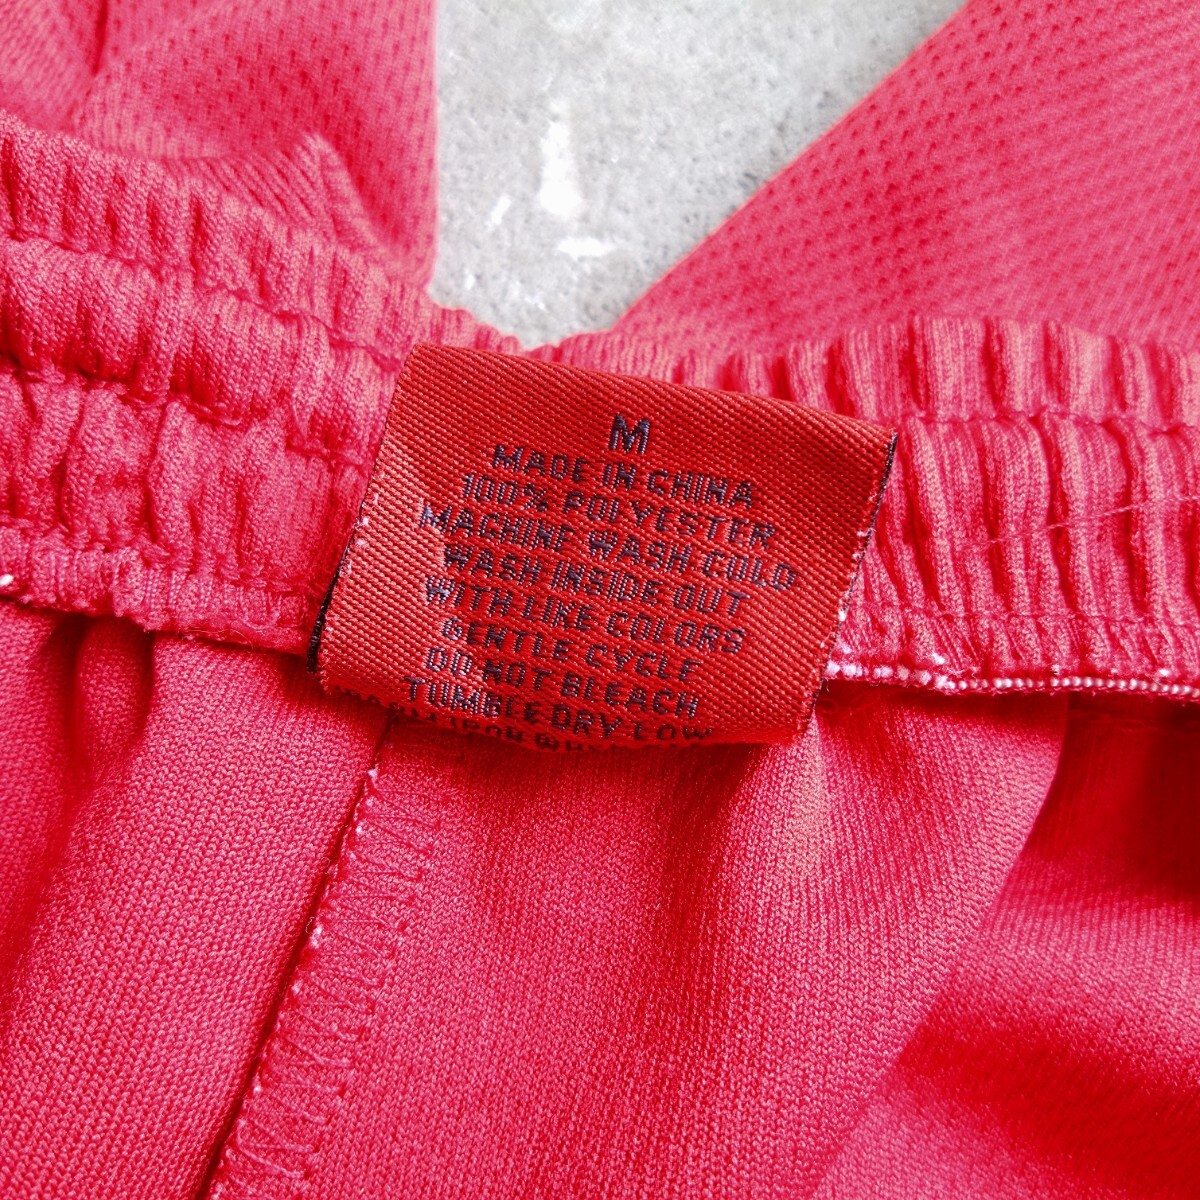 M
MADE IN CHINA
100% POLYESTER
MACHINE WASH COLD
WASH INSIDE OUT
WITH LIKE COLORS
GENTLE CYCLE
DO NOT BLEACH
TUMBLE DRY LOW
IRON